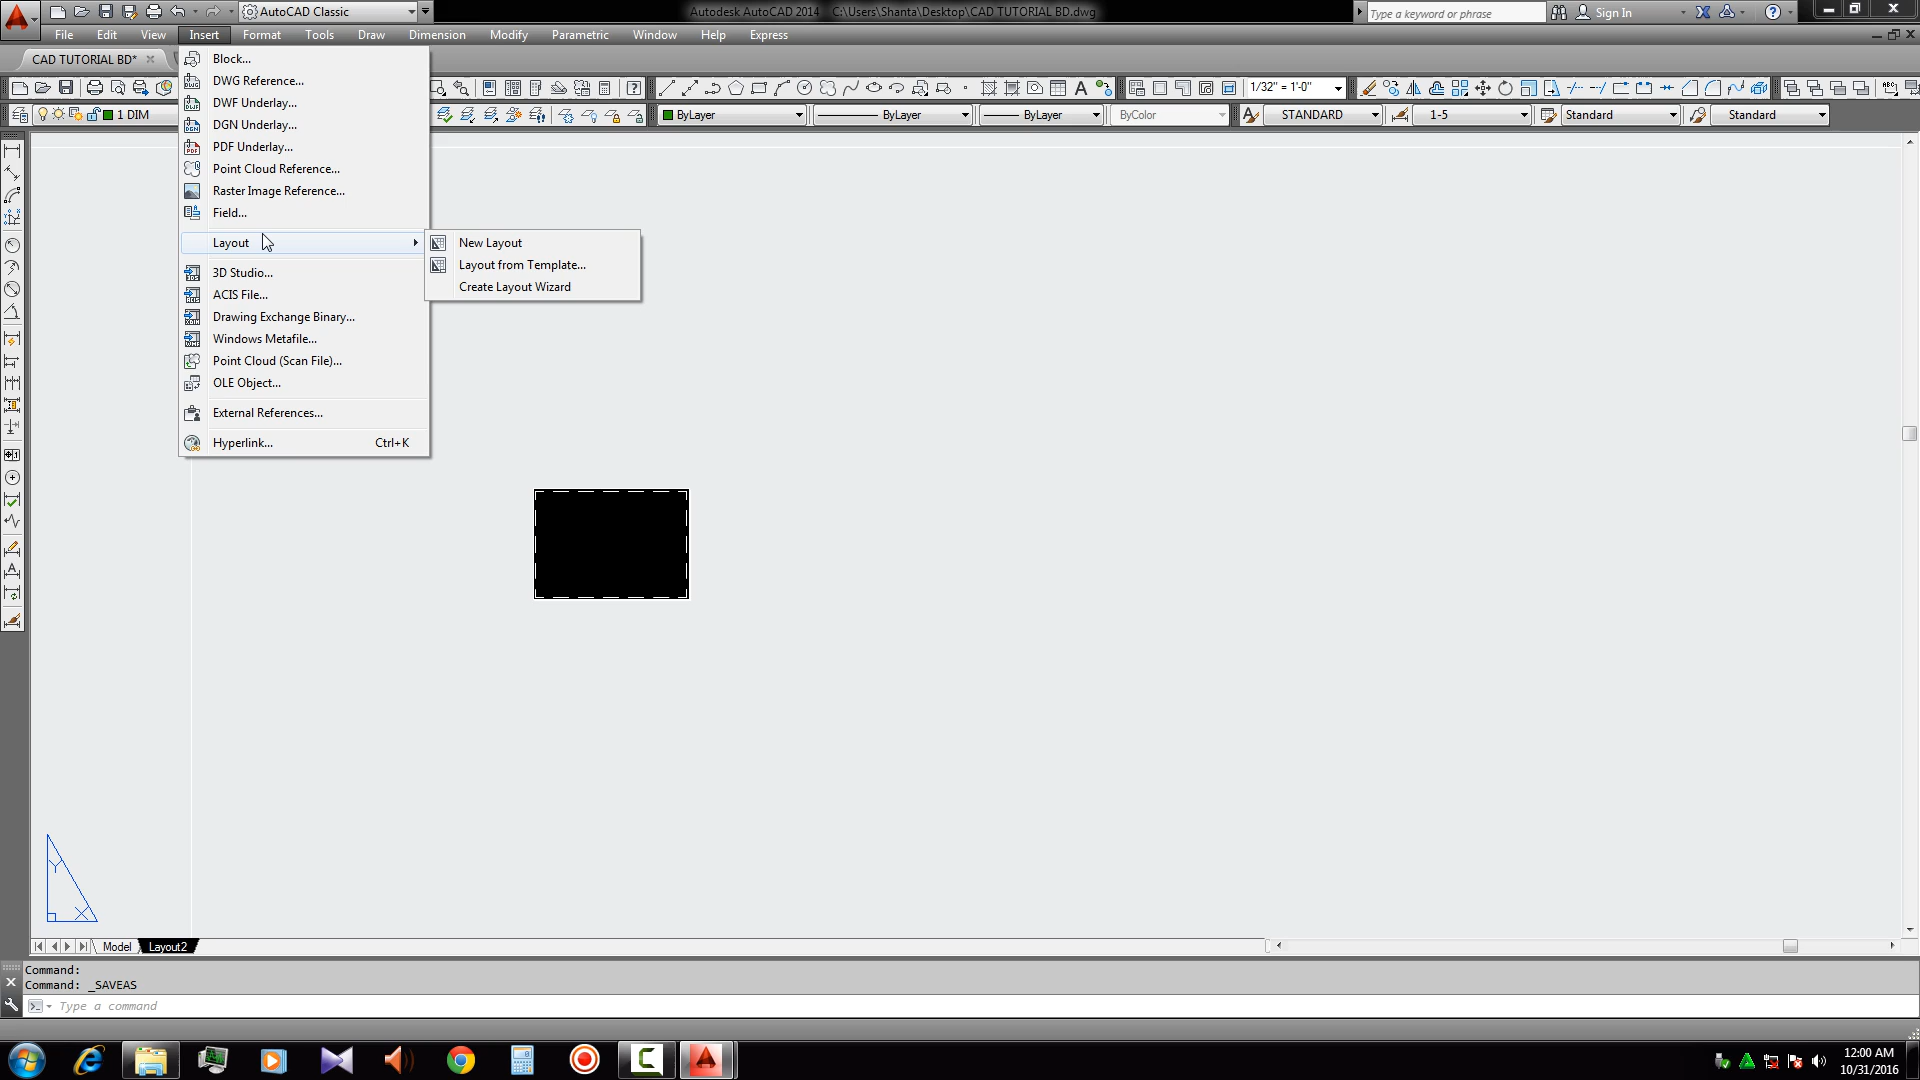 AutoCAD Classic
Autodesk AutoCAD 2014 C:\Users\Shanta\Desktop\CAD TUTORIAL BD.dwg
Type a keyword or phrase
Sign In
File Edit View Insert Format Tools Draw Dimension Modify Parametric Window Help Express
CAD TUTORIAL BD*
1/32" = 1'-0"
1 DIM
ByLayer
ByLayer
ByLayer
ByColor
STANDARD
1-5
Standard
Standard
Block...
DWG Reference...
DWF Underlay...
DGN Underlay...
PDF Underlay...
Point Cloud Reference...
Raster Image Reference...
Field...
Layout
3D Studio...
ACIS File...
Drawing Exchange Binary...
Windows Metafile...
Point Cloud (Scan File)...
OLE Object...
External References...
Hyperlink... Ctrl+K
New Layout
Layout from Template...
Create Layout Wizard
Y
X
Model Layout2
Command:
Command: _SAVEAS
Type a command
12:00 AM
10/31/2016